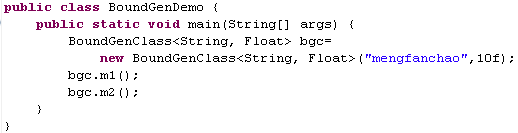 public class BoundGenDemo {
    public static void main(String[] args) {
        BoundGenClass<String, Float> bgc=
            new BoundGenClass<String, Float>("mengfanchao",10f);
        bgc.m1();
        bgc.m2();
    }
}